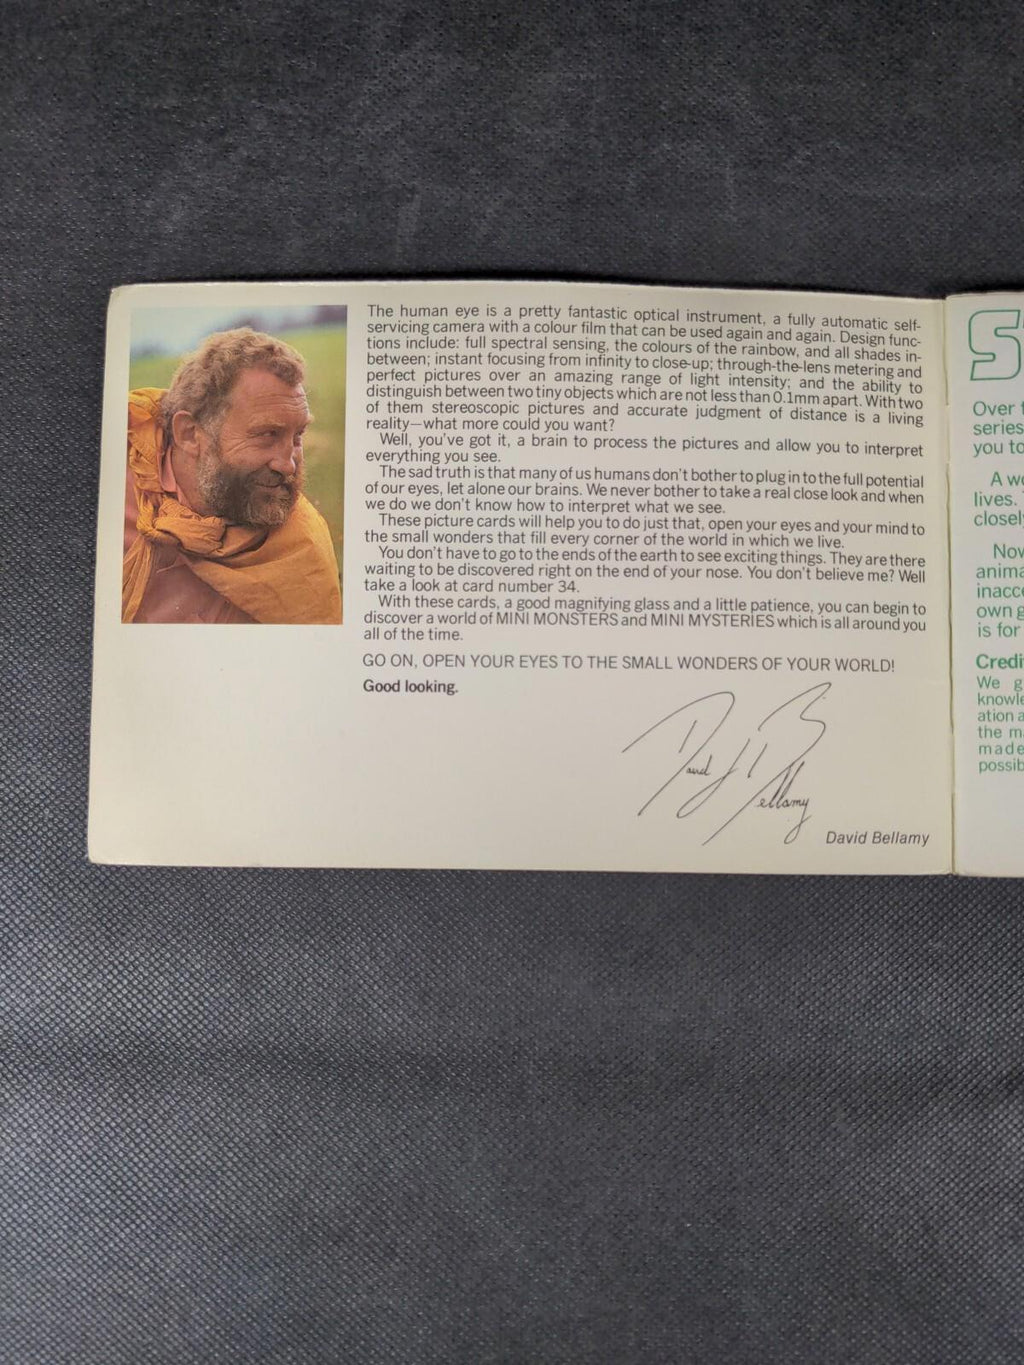 The human eye is a pretty fantastic optical instrument, a fully automatic self-
servicing camera with a colour film that can be used again and again. Design func-
tions include: full spectral sensing, the colours of the rainbow, and all shades in-
between; instant focusing from infinity to close-up; through-the-lens metering and
perfect pictures over an amazing range of light intensity; and the ability to
distinguish between two tiny objects which are not less than 0.1mm apart. With two
of them stereoscopic pictures and accurate judgment of distance is a living
reality—what more could you want?
Well, you've got it, a brain to process the pictures and allow you to interpret
everything you see.
The sad truth is that many of us humans don't bother to plug in to the full potential
of our eyes, let alone our brains. We never bother to take a real close look and when
we do we don't know how to interpret what we see.
These picture cards will help you to do just that, open your eyes and your mind to
the small wonders that fill every corner of the world in which we live.
You don't have to go to the ends of the earth to see exciting things. They are there
waiting to be discovered right on the end of your nose. You don't believe me? Well
take a look at card number 34.
With these cards, a good magnifying glass and a little patience, you can begin to
discover a world of MINI MONSTERS and MINI MYSTERIES which is all around you
all of the time.
GO ON, OPEN YOUR EYES TO THE SMALL WONDERS OF YOUR WORLD!
Good looking.
David J Bellamy
David Bellamy
S
Over
series
you to
A wo
lives.
closel
Now
anima
inacce
own g
is for
Credi
We g
knowle
ation a
the m
made
possib